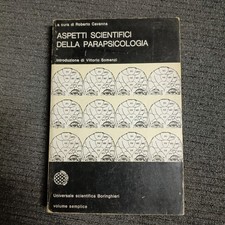 a cura di Roberto Cavanna
ASPETTI SCIENTIFICI
DELLA PARAPSICOLOGIA
Introduzione di Vittorio Somenzi
Universale scientifica Boringhieri
volume semplice